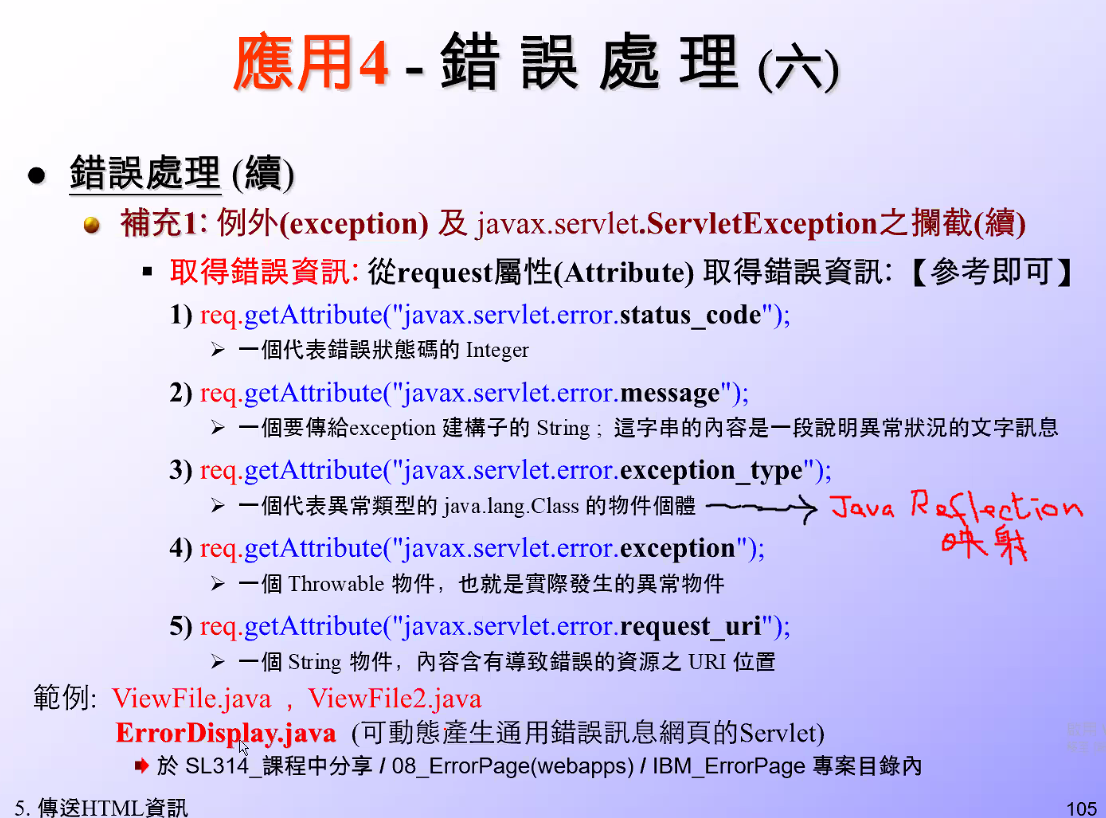 應用4 - 錯 誤 處 理 (六)
● 錯誤處理 (續)
補充1: 例外(exception) 及 javax.servlet.ServletException之攔截(續)
▪ 取得錯誤資訊: 從request屬性(Attribute) 取得錯誤資訊:【參考即可】
1) req.getAttribute("javax.servlet.error.status_code");
➢ 一個代表錯誤狀態碼的 Integer
2) req.getAttribute("javax.servlet.error.message");
➢ 一個要傳給exception 建構子的 String ; 這字串的內容是一段說明異常狀況的文字訊息
3) req.getAttribute("javax.servlet.error.exception_type");
➢ 一個代表異常類型的 java.lang.Class 的物件個體 → Java Reflection
映射
4) req.getAttribute("javax.servlet.error.exception");
➢ 一個 Throwable 物件，也就是實際發生的異常物件
5) req.getAttribute("javax.servlet.error.request_uri");
➢ 一個 String 物件，內容含有導致錯誤的資源之 URI 位置
範例: ViewFile.java , ViewFile2.java
ErrorDisplay.java (可動態產生通用錯誤訊息網頁的Servlet)
於 SL314_課程中分享 / 08_ErrorPage(webapps) / IBM_ErrorPage 專案目錄內
5. 傳送HTML資訊
105